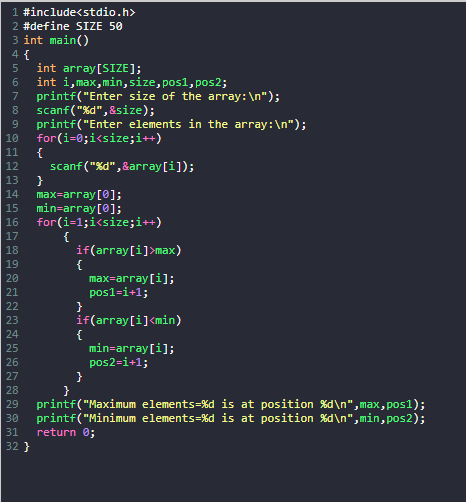 1 #include<stdio.h>
2 #define SIZE 50
3 int main()
4 {
5   int array[SIZE];
6   int i,max,min,size,pos1,pos2;
7   printf("Enter size of the array:\n");
8   scanf("%d",&size);
9   printf("Enter elements in the array:\n");
10   for(i=0;i<size;i++)
11   {
12     scanf("%d",&array[i]);
13   }
14   max=array[0];
15   min=array[0];
16   for(i=1;i<size;i++)
17       {
18         if(array[i]>max)
19         {
20           max=array[i];
21           pos1=i+1;
22         }
23         if(array[i]<min)
24         {
25           min=array[i];
26           pos2=i+1;
27         }
28       }
29   printf("Maximum elements=%d is at position %d\n",max,pos1);
30   printf("Minimum elements=%d is at position %d\n",min,pos2);
31   return 0;
32 }